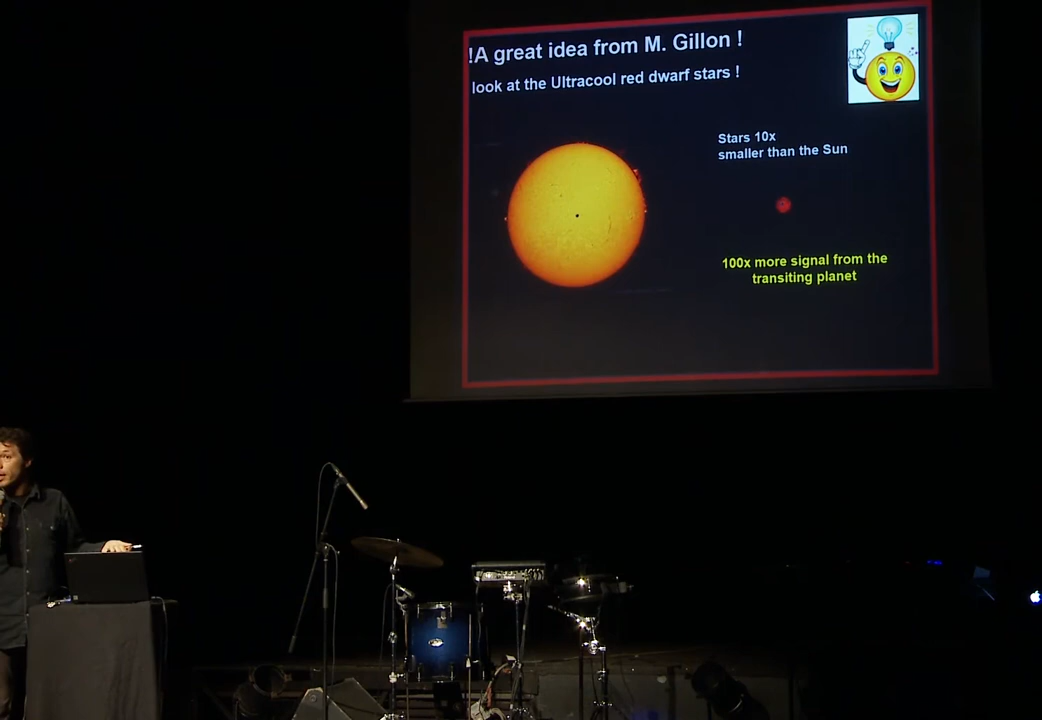 !A great idea from M. Gillon !
look at the Ultracool red dwarf stars !
Stars 10x
smaller than the Sun
100x more signal from the
transiting planet